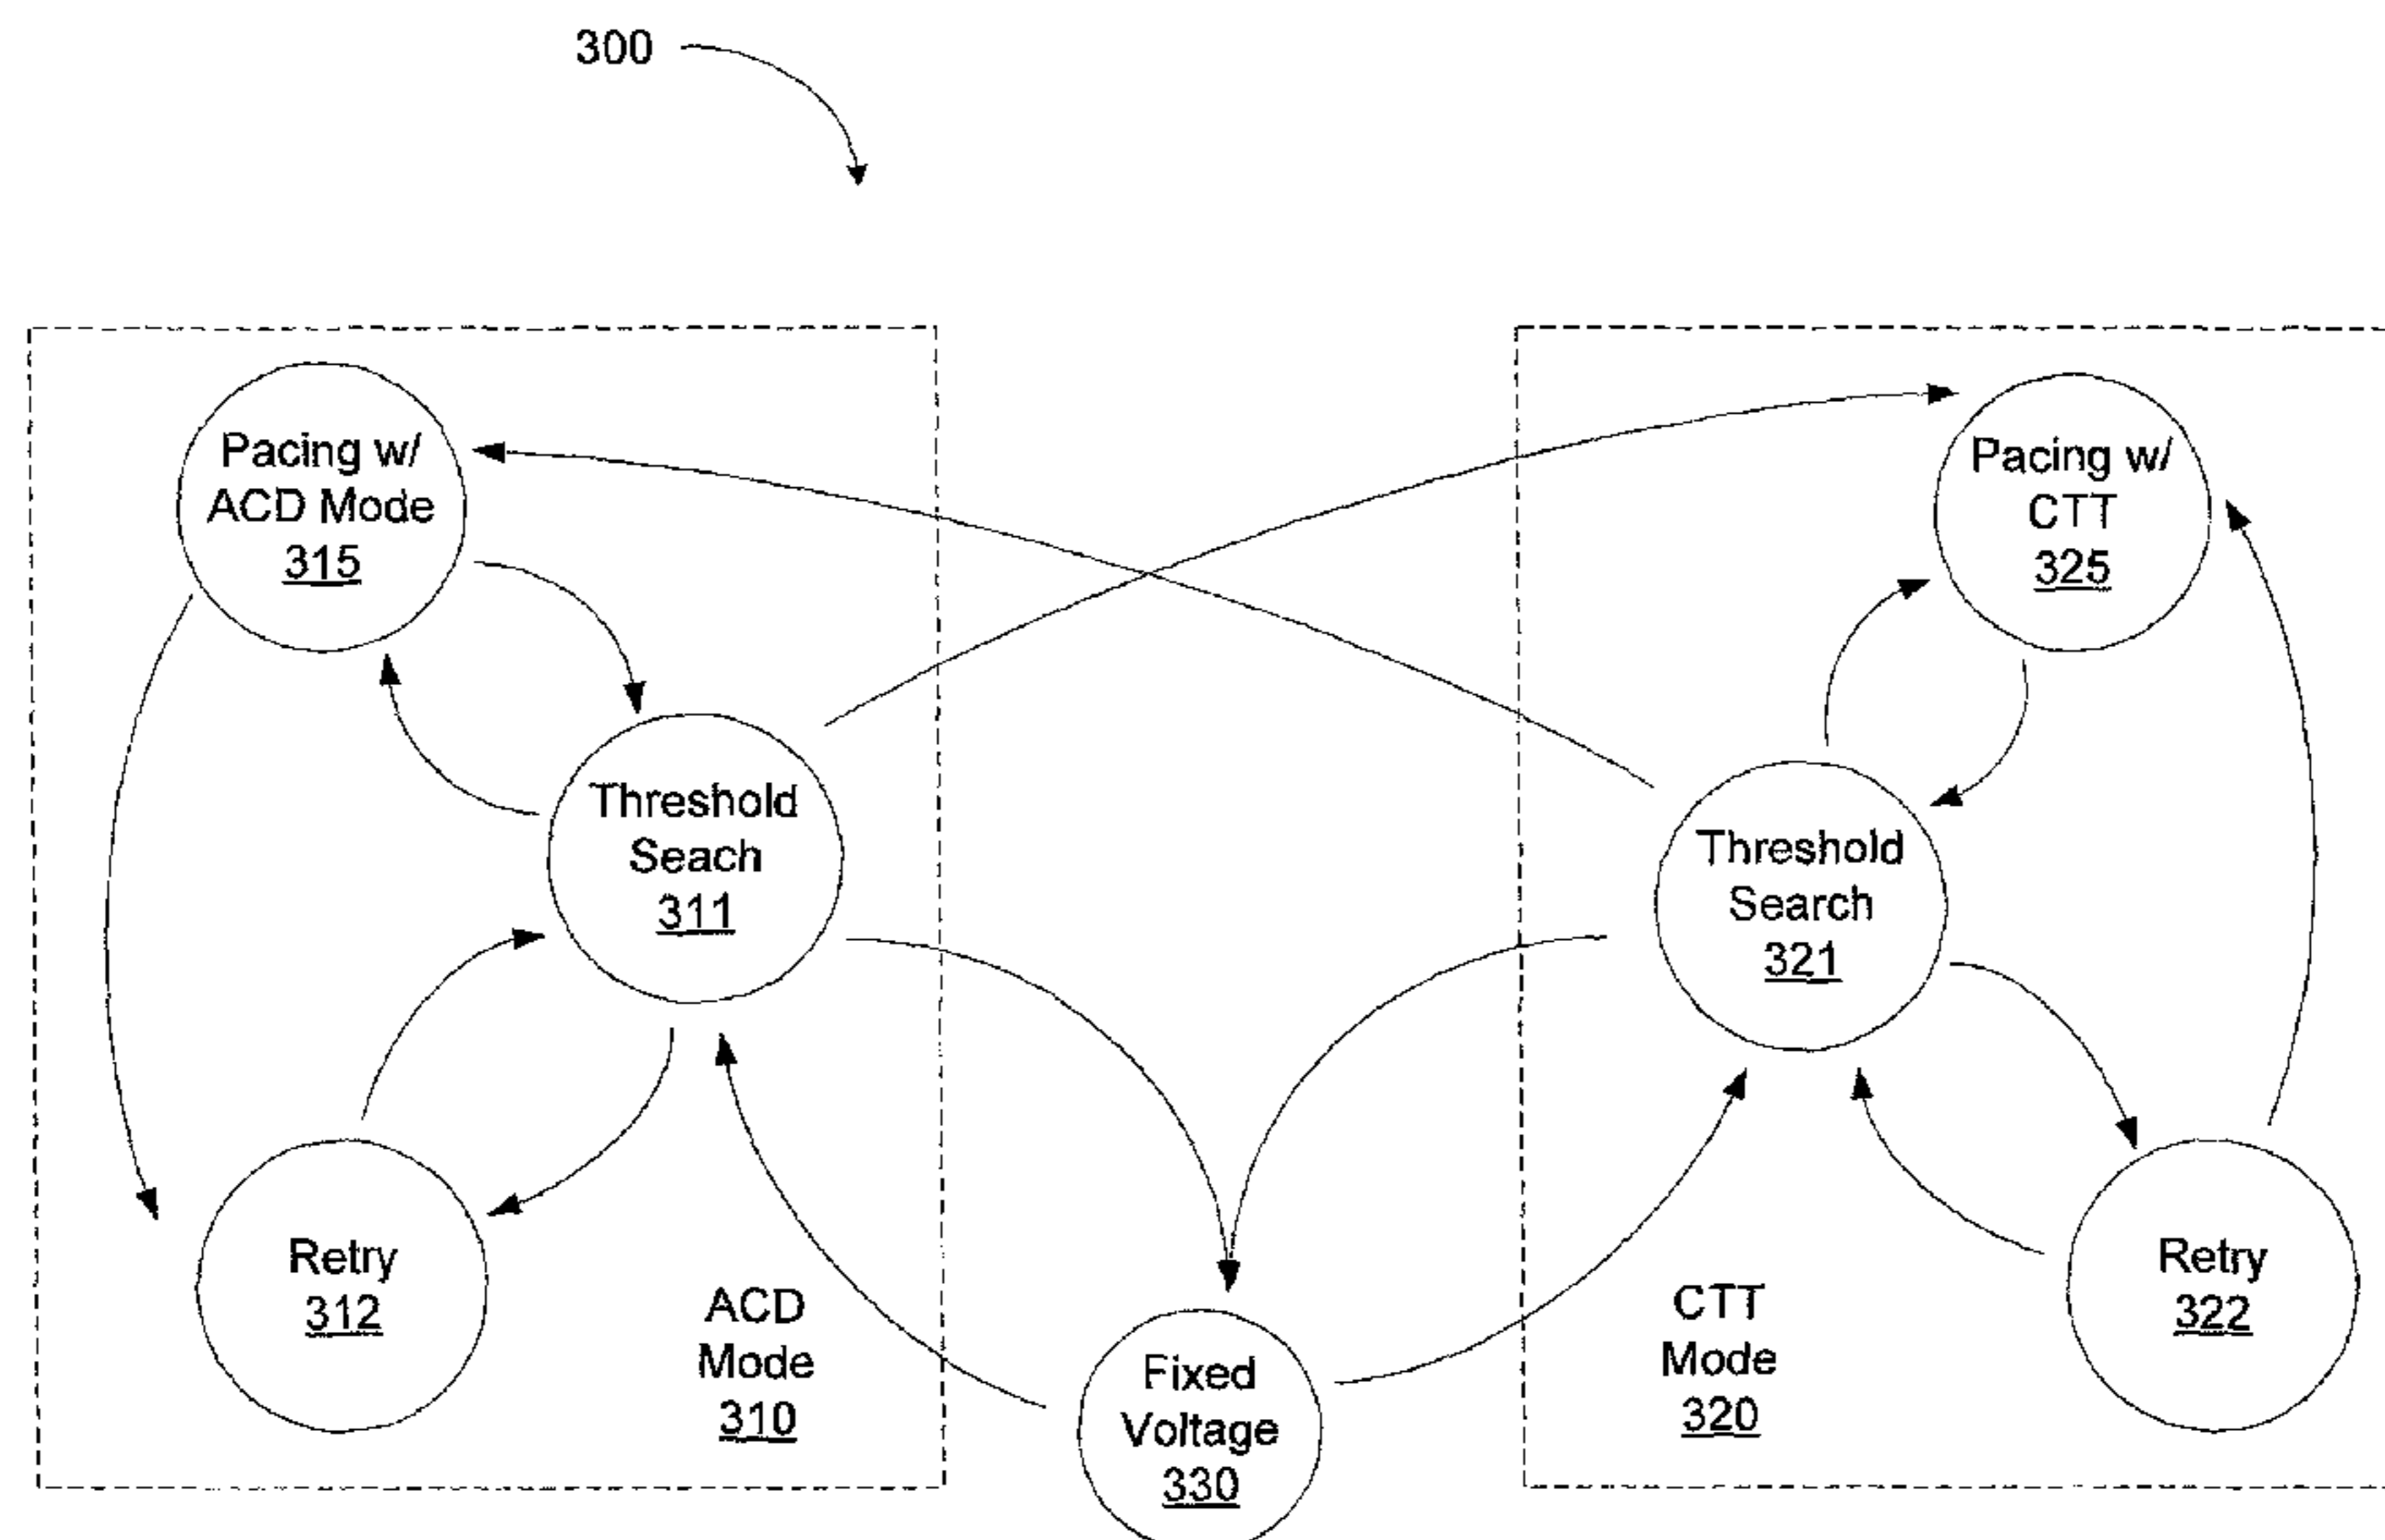 300
Pacing w/
ACD Mode
315
Pacing w/
CTT
325
Threshold
Seach
311
Threshold
Search
321
Retry
312
ACD
Mode
310
Fixed
Voltage
330
CTT
Mode
320
Retry
322